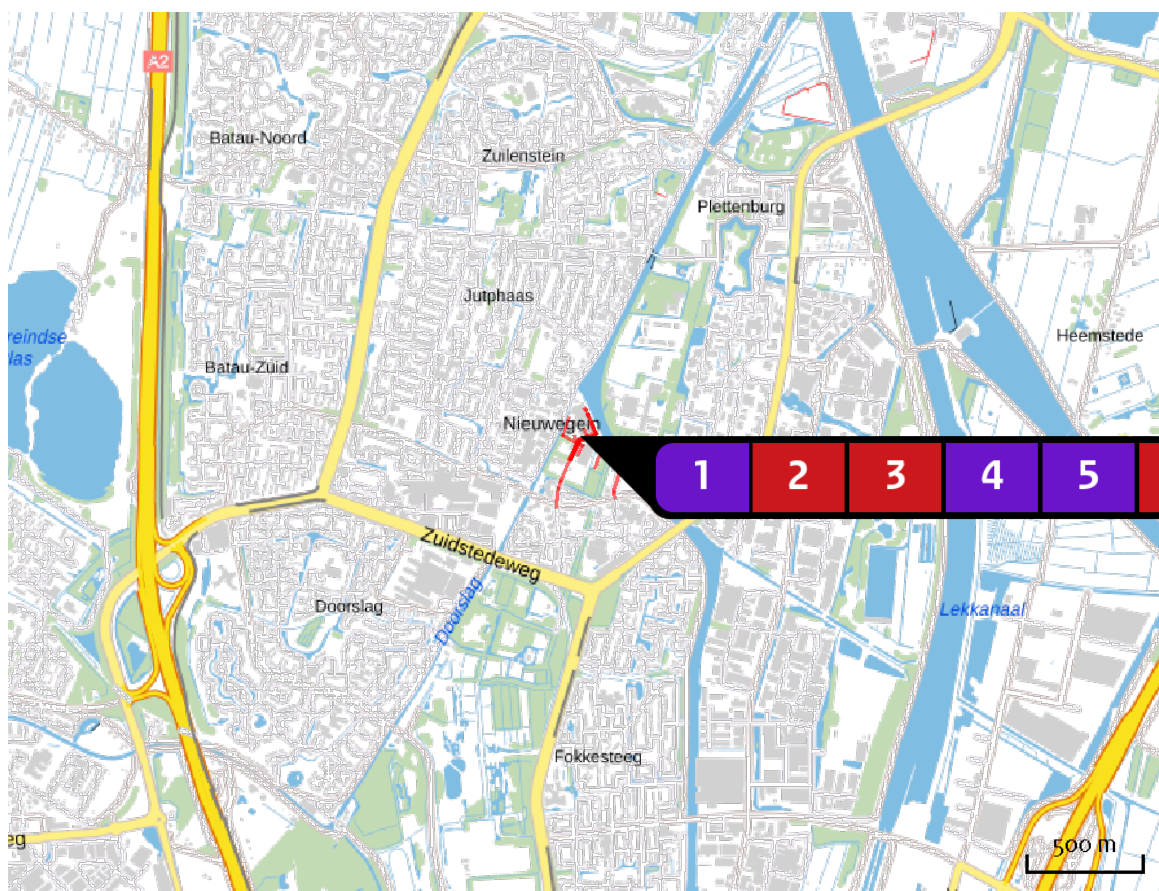 A2
Batau-Noord
Zuilenstein
Plettenburg
Jutphaas
reindse
las
Heemstede
Batau-Zuid
Nieuwegein
1 2 3 4 5
Zuidstedeweg
Doorslag
Doorslag
Lekkanaal
Fokkesteeg
eg
500 m